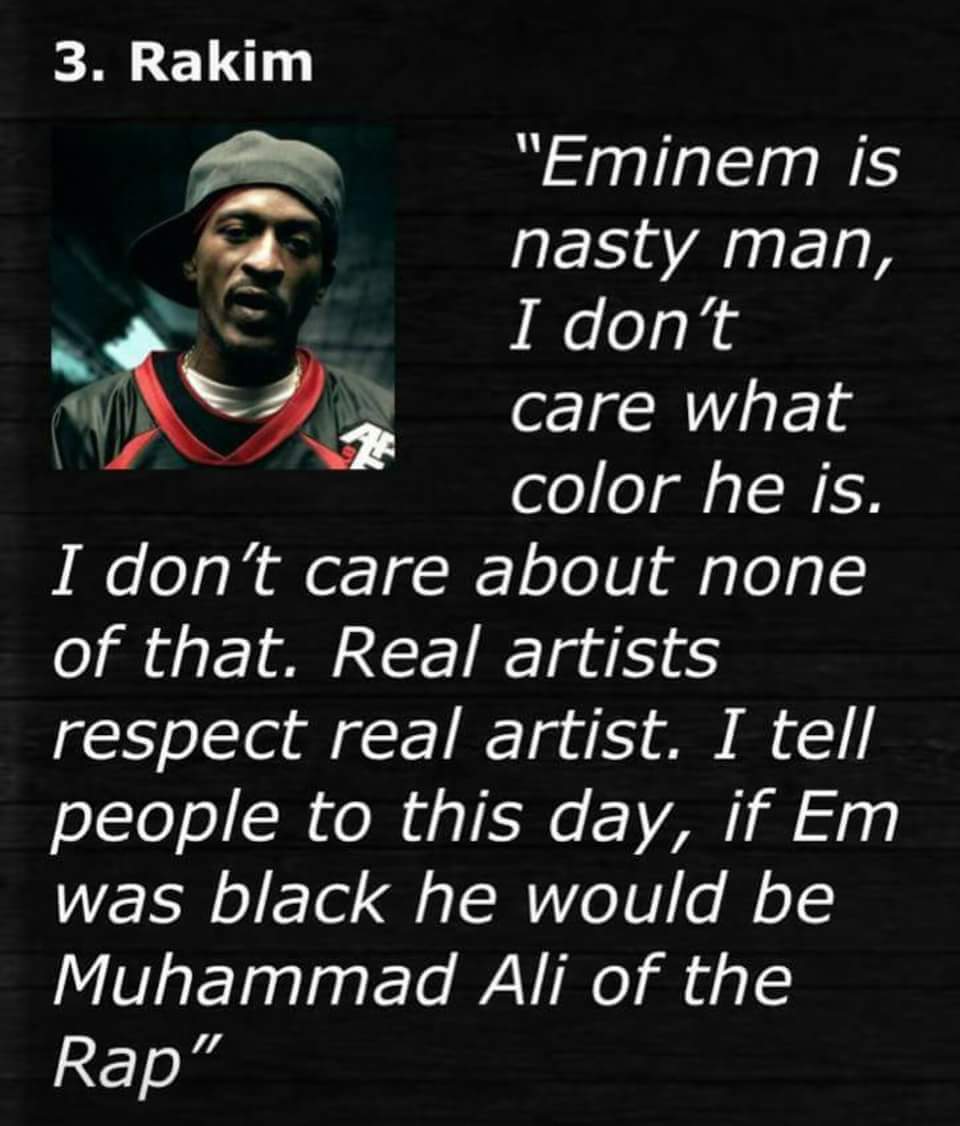 3. Rakim
"Eminem is
nasty man,
I don't
care what
color he is.
I don't care about none
of that. Real artists
respect real artist. I tell
people to this day, if Em
was black he would be
Muhammad Ali of the
Rap"